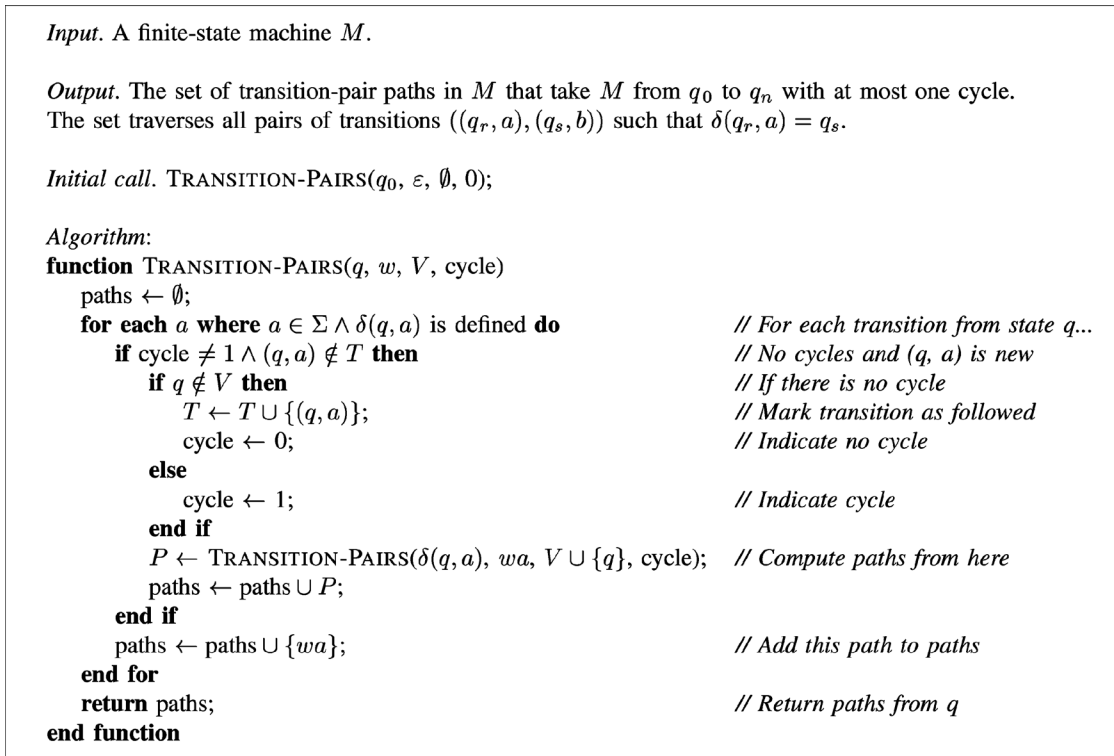 Input. A finite-state machine M.
Output. The set of transition-pair paths in M that take M from q₀ to qₙ with at most one cycle.
The set traverses all pairs of transitions ((qᵣ, a), (qₛ, b)) such that δ(qᵣ, a) = qₛ.
Initial call. TRANSITION-PAIRS(q₀, ε, ∅, 0);
Algorithm:
function TRANSITION-PAIRS(q, w, V, cycle)
paths ← ∅;
for each a where a ∈ Σ ∧ δ(q, a) is defined do // For each transition from state q...
if cycle ≠ 1 ∧ (q, a) ∉ T then // No cycles and (q, a) is new
if q ∉ V then // If there is no cycle
T ← T ∪ {(q, a)}; // Mark transition as followed
cycle ← 0; // Indicate no cycle
else
cycle ← 1; // Indicate cycle
end if
P ← TRANSITION-PAIRS(δ(q, a), wa, V ∪ {q}, cycle); // Compute paths from here
paths ← paths ∪ P;
end if
paths ← paths ∪ {wa}; // Add this path to paths
end for
return paths; // Return paths from q
end function